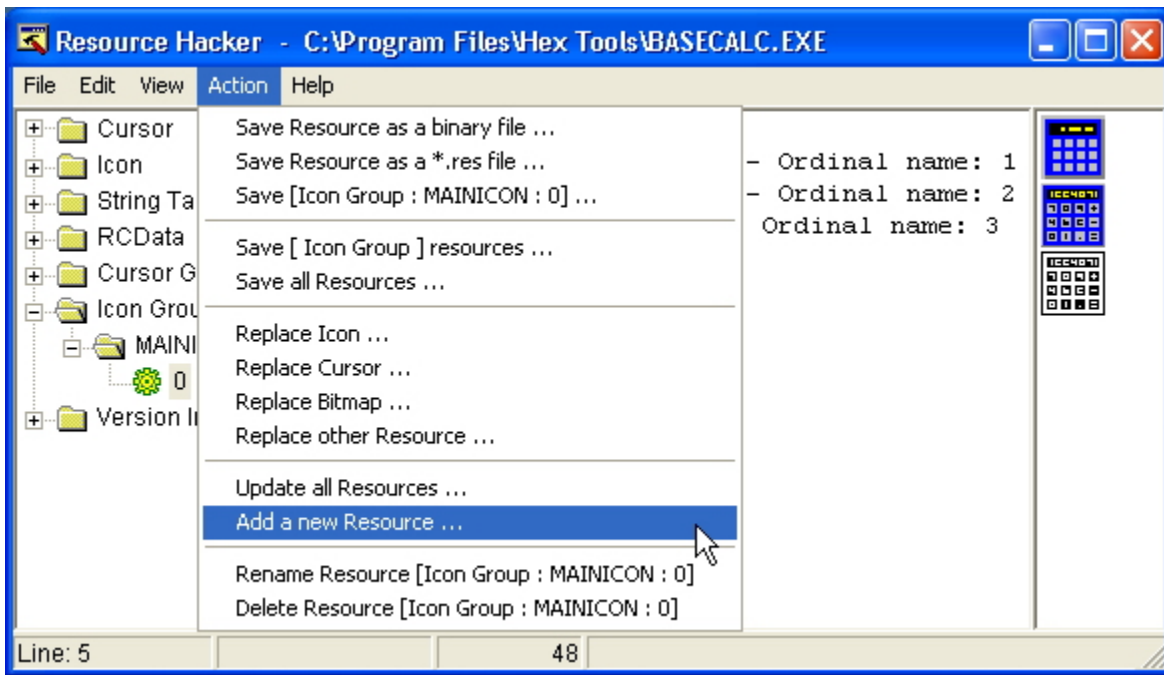 Resource Hacker - C:\Program Files\Hex Tools\BASECALC.EXE
File Edit View Action Help
Cursor
Icon
String Ta
RCData
Cursor G
Icon Grou
MAINI
0
Version I
Save Resource as a binary file ...
Save Resource as a *.res file ...
Save [Icon Group : MAINICON : 0] ...
Save [ Icon Group ] resources ...
Save all Resources ...
Replace Icon ...
Replace Cursor ...
Replace Bitmap ...
Replace other Resource ...
Update all Resources ...
Add a new Resource ...
Rename Resource [Icon Group : MAINICON : 0]
Delete Resource [Icon Group : MAINICON : 0]
- Ordinal name: 1
- Ordinal name: 2
Ordinal name: 3
Line: 5
48